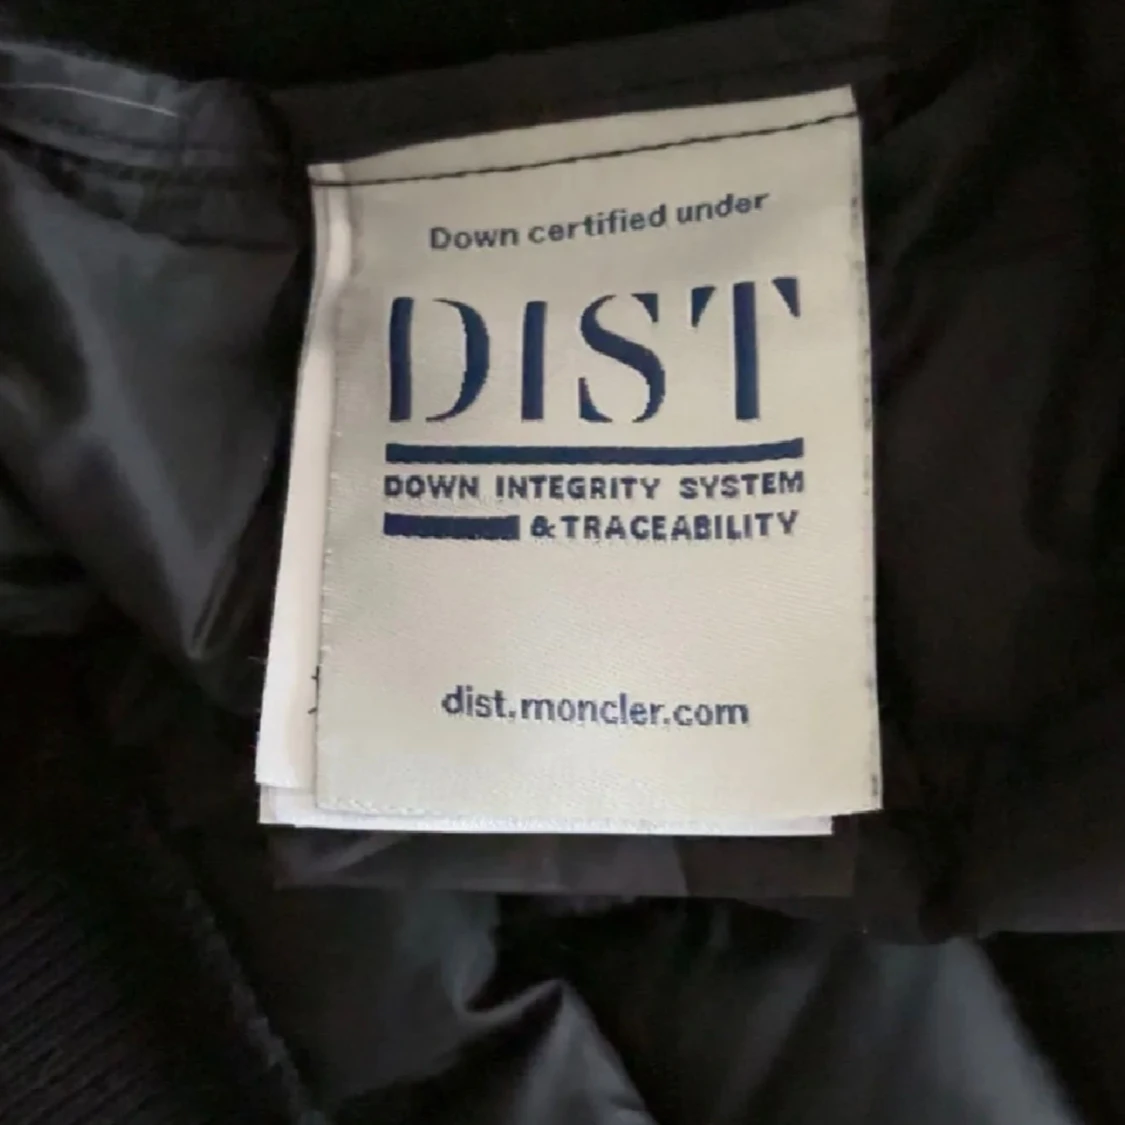 Down certified under
DIST
DOWN INTEGRITY SYSTEM
& TRACEABILITY
dist.moncler.com